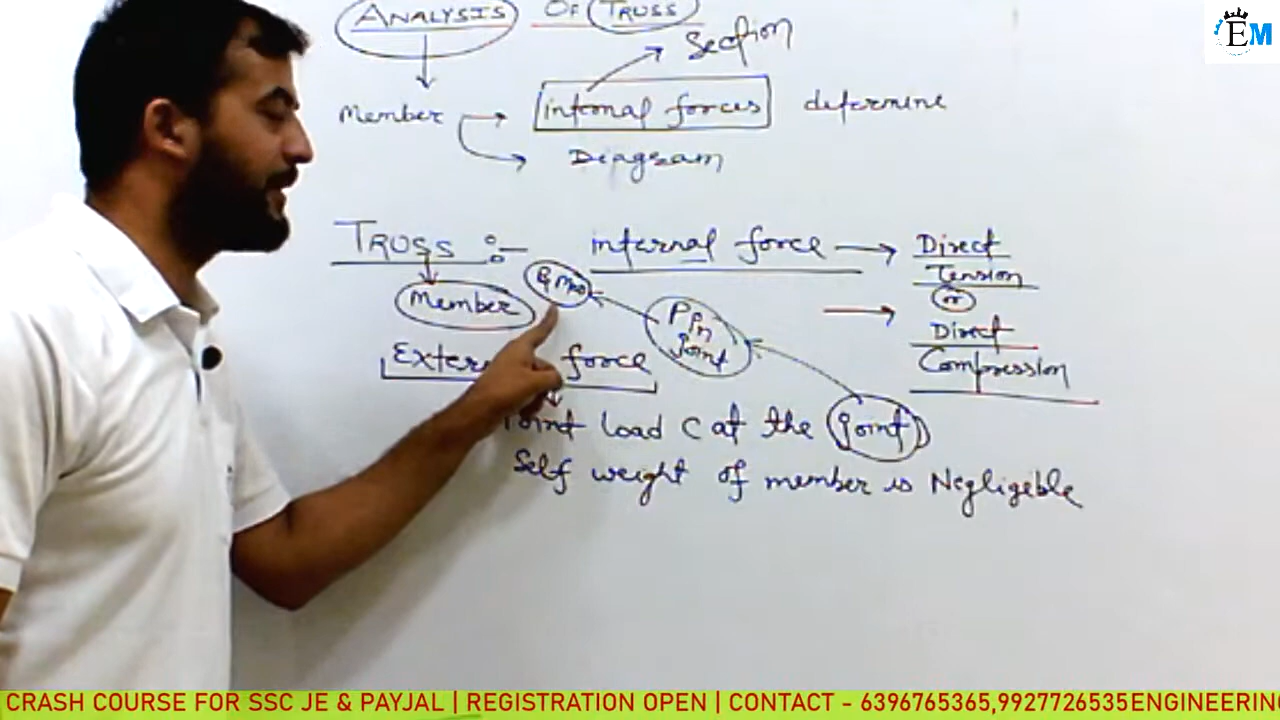 ANALYSIS OF TRUSS
Section
Member internal forces determine
Diagram
TRUSS :- internal force → Direct
Tension
or
Member
Pin
Joint
Direct
External force
Compression
Point load C at the joint)
Self weight of member is Negligible
EM
CRASH COURSE FOR SSC JE & PAYJAL | REGISTRATION OPEN | CONTACT - 6396765365,9927726535 ENGINEERING